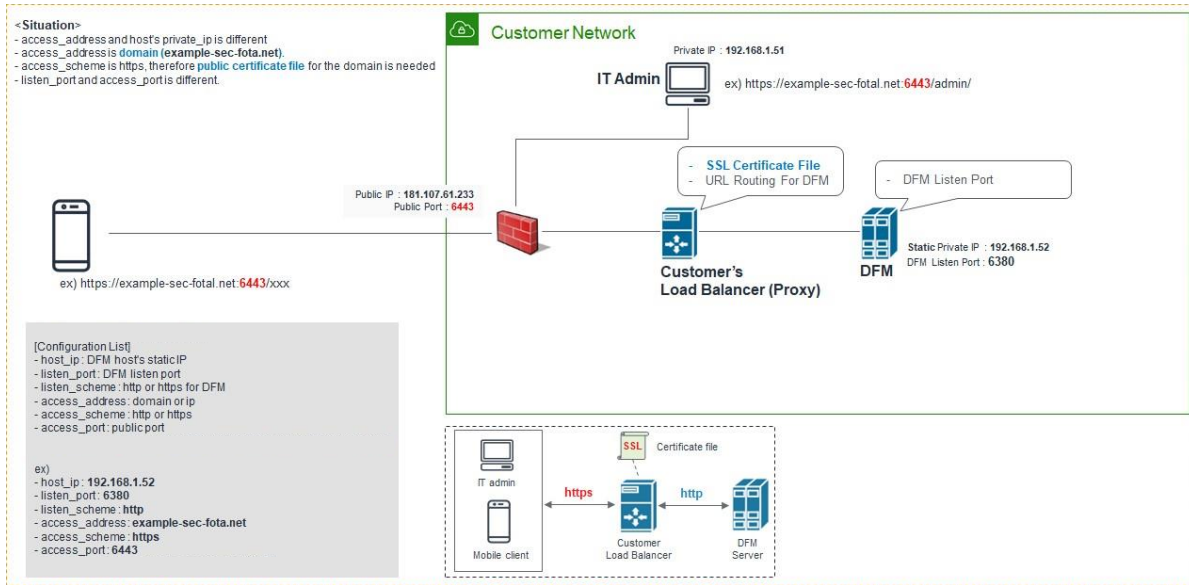 <Situation>
- access_address and host's private_ip is different
- access_address is domain (example-sec-fota.net).
- access_scheme is https, therefore public certificate file for the domain is needed
- listen_port and access_port is different.
Customer Network
Private IP : 192.168.1.51
IT Admin
ex) https://example-sec-fotal.net:6443/admin/
- SSL Certificate File
- URL Routing For DFM
- DFM Listen Port
Public IP : 181.107.61.233
Public Port : 6443
Static Private IP : 192.168.1.52
DFM Listen Port : 6380
Customer's
Load Balancer (Proxy)
DFM
ex) https://example-sec-fotal.net:6443/xxx
[Configuration List]
- host_ip : DFM host's static IP
- listen_port : DFM listen port
- listen_scheme : http or https for DFM
- access_address : domain or ip
- access_scheme : http or https
- access_port : public port
ex)
- host_ip : 192.168.1.52
- listen_port : 6380
- listen_scheme : http
- access_address : example-sec-fota.net
- access_scheme : https
- access_port : 6443
SSL
Certificate file
IT admin
https
http
Mobile client
Customer
Load Balancer
DFM
Server